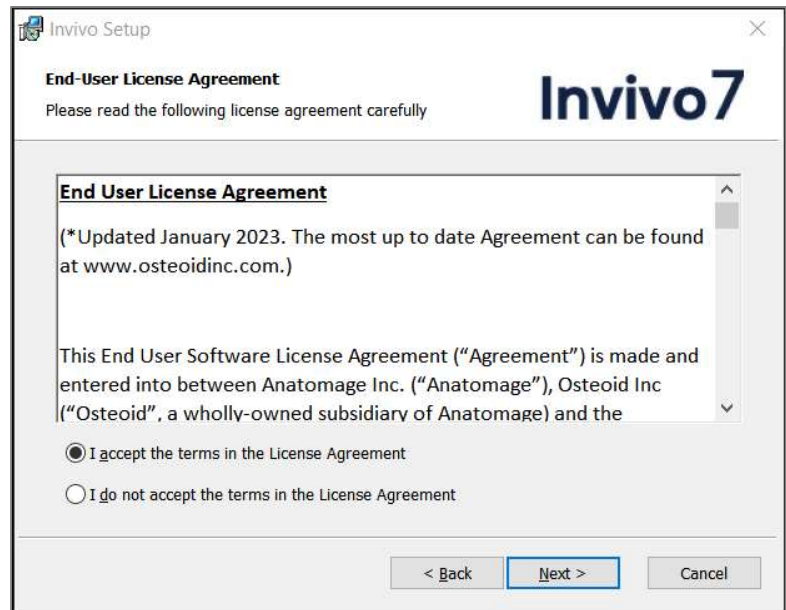 Invivo Setup
End-User License Agreement
Please read the following license agreement carefully
Invivo7
End User License Agreement
(*Updated January 2023. The most up to date Agreement can be found
at www.osteoidinc.com.)
This End User Software License Agreement (“Agreement”) is made and
entered into between Anatomage Inc. (“Anatomage”), Osteoid Inc
(“Osteoid”, a wholly-owned subsidiary of Anatomage) and the
I accept the terms in the License Agreement
I do not accept the terms in the License Agreement
< Back Next > Cancel